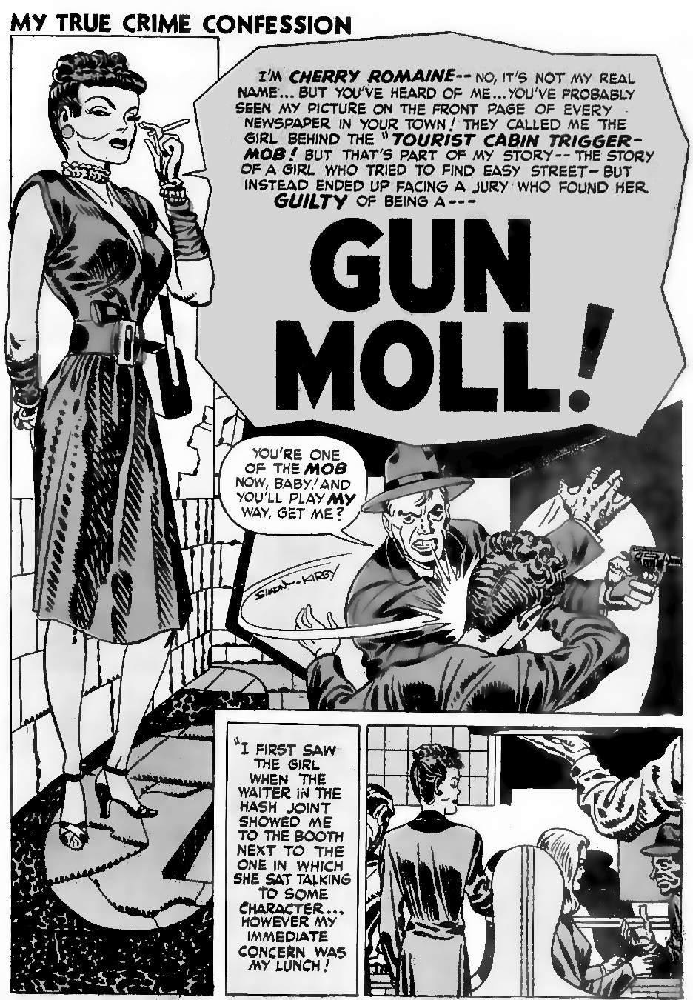 MY TRUE CRIME CONFESSION
I'M CHERRY ROMAINE-- NO, IT'S NOT MY REAL
NAME... BUT YOU'VE HEARD OF ME... YOU'VE PROBABLY
SEEN MY PICTURE ON THE FRONT PAGE OF EVERY
NEWSPAPER IN YOUR TOWN! THEY CALLED ME THE
GIRL BEHIND THE "TOURIST CABIN TRIGGER-
MOB! BUT THAT'S PART OF MY STORY-- THE STORY
OF A GIRL WHO TRIED TO FIND EASY STREET- BUT
INSTEAD ENDED UP FACING A JURY WHO FOUND HER
GUILTY OF BEING A---
GUN
MOLL!
YOU'RE ONE
OF THE MOB
NOW, BABY! AND
YOU'LL PLAY MY
WAY, GET ME?
SIMON - KIRBY
"I FIRST SAW
THE GIRL
WHEN THE
WAITER IN THE
HASH JOINT
SHOWED ME
TO THE BOOTH
NEXT TO THE
ONE IN WHICH
SHE SAT TALKING
TO SOME
CHARACTER...
HOWEVER MY
IMMEDIATE
CONCERN WAS
MY LUNCH!